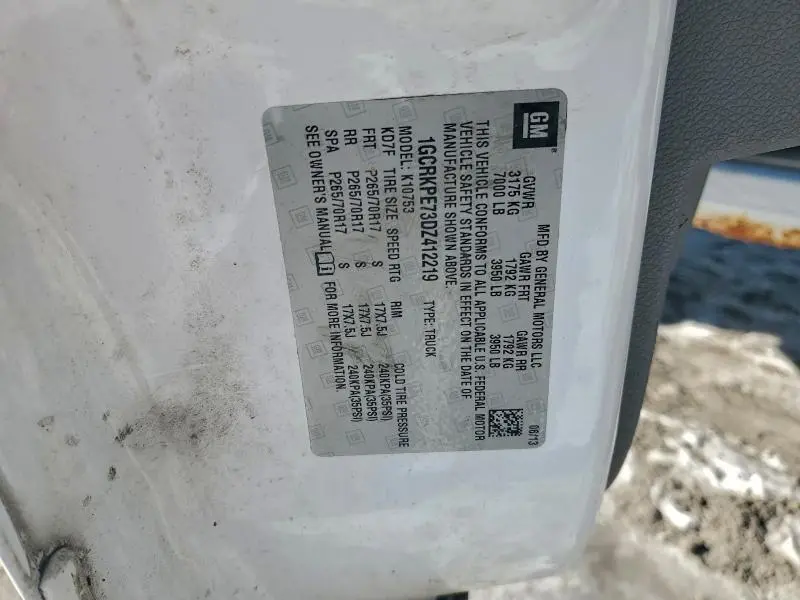 GM
MFD BY GENERAL MOTORS LLC 06/13
GVWR GAWR FRT GAWR RR
3175 KG 1792 KG 1792 KG
7000 LB 3950 LB 3950 LB
THIS VEHICLE CONFORMS TO ALL APPLICABLE U.S. FEDERAL MOTOR
VEHICLE SAFETY STANDARDS IN EFFECT ON THE DATE OF
MANUFACTURE SHOWN ABOVE.
1GCRKPE73DZ412219 TYPE: TRUCK
MODEL: K10753
KD7F TIRE SIZE SPEED RTG RIM COLD TIRE PRESSURE
FRT P265/70R17 S 17X7.5J 240KPA(35PSI)
RR P265/70R17 S 17X7.5J 240KPA(35PSI)
SPA P265/70R17 S 17X7.5J 240KPA(35PSI)
SEE OWNER'S MANUAL FOR MORE INFORMATION.